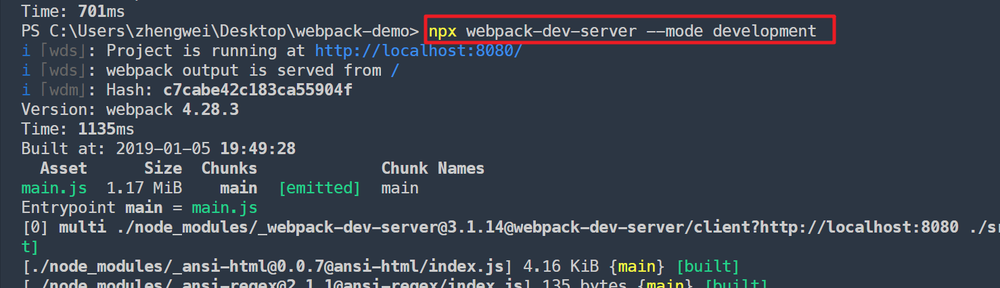 Time: 701ms
PS C:\Users\zhengwei\Desktop\webpack-demo> npx webpack-dev-server --mode development
i ｢wds｣: Project is running at http://localhost:8080/
i ｢wds｣: webpack output is served from /
i ｢wdm｣: Hash: c7cabe42c183ca55904f
Version: webpack 4.28.3
Time: 1135ms
Built at: 2019-01-05 19:49:28
Asset Size Chunks Chunk Names
main.js 1.17 MiB main [emitted] main
Entrypoint main = main.js
[0] multi ./node_modules/_webpack-dev-server@3.1.14@webpack-dev-server/client?http://localhost:8080 ./sr
t]
[./node_modules/_ansi-html@0.0.7@ansi-html/index.js] 4.16 KiB {main} [built]
[./node_modules/_ansi-regex@2.1.1@ansi-regex/index.js] 135 bytes {main} [built]